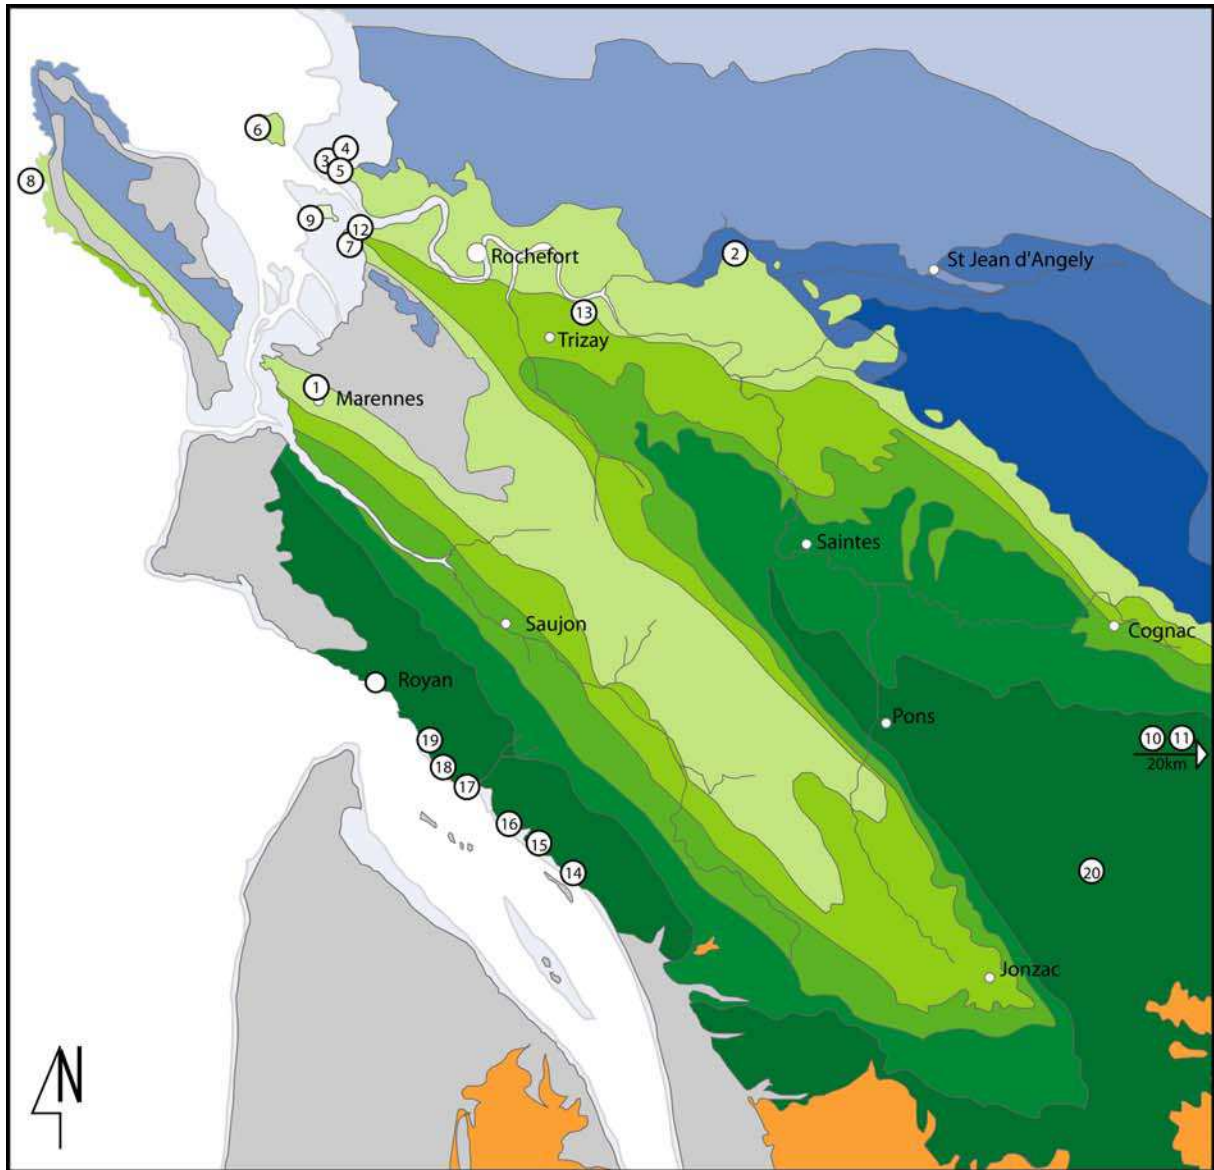 4
6
3
5
8
9
12
7
2
Rochefort
St Jean d'Angely
13
Trizay
1
Marennes
Saintes
Saujon
Cognac
Royan
Pons
19
10 11
20km
18
17
16
15
14
20
Jonzac
N